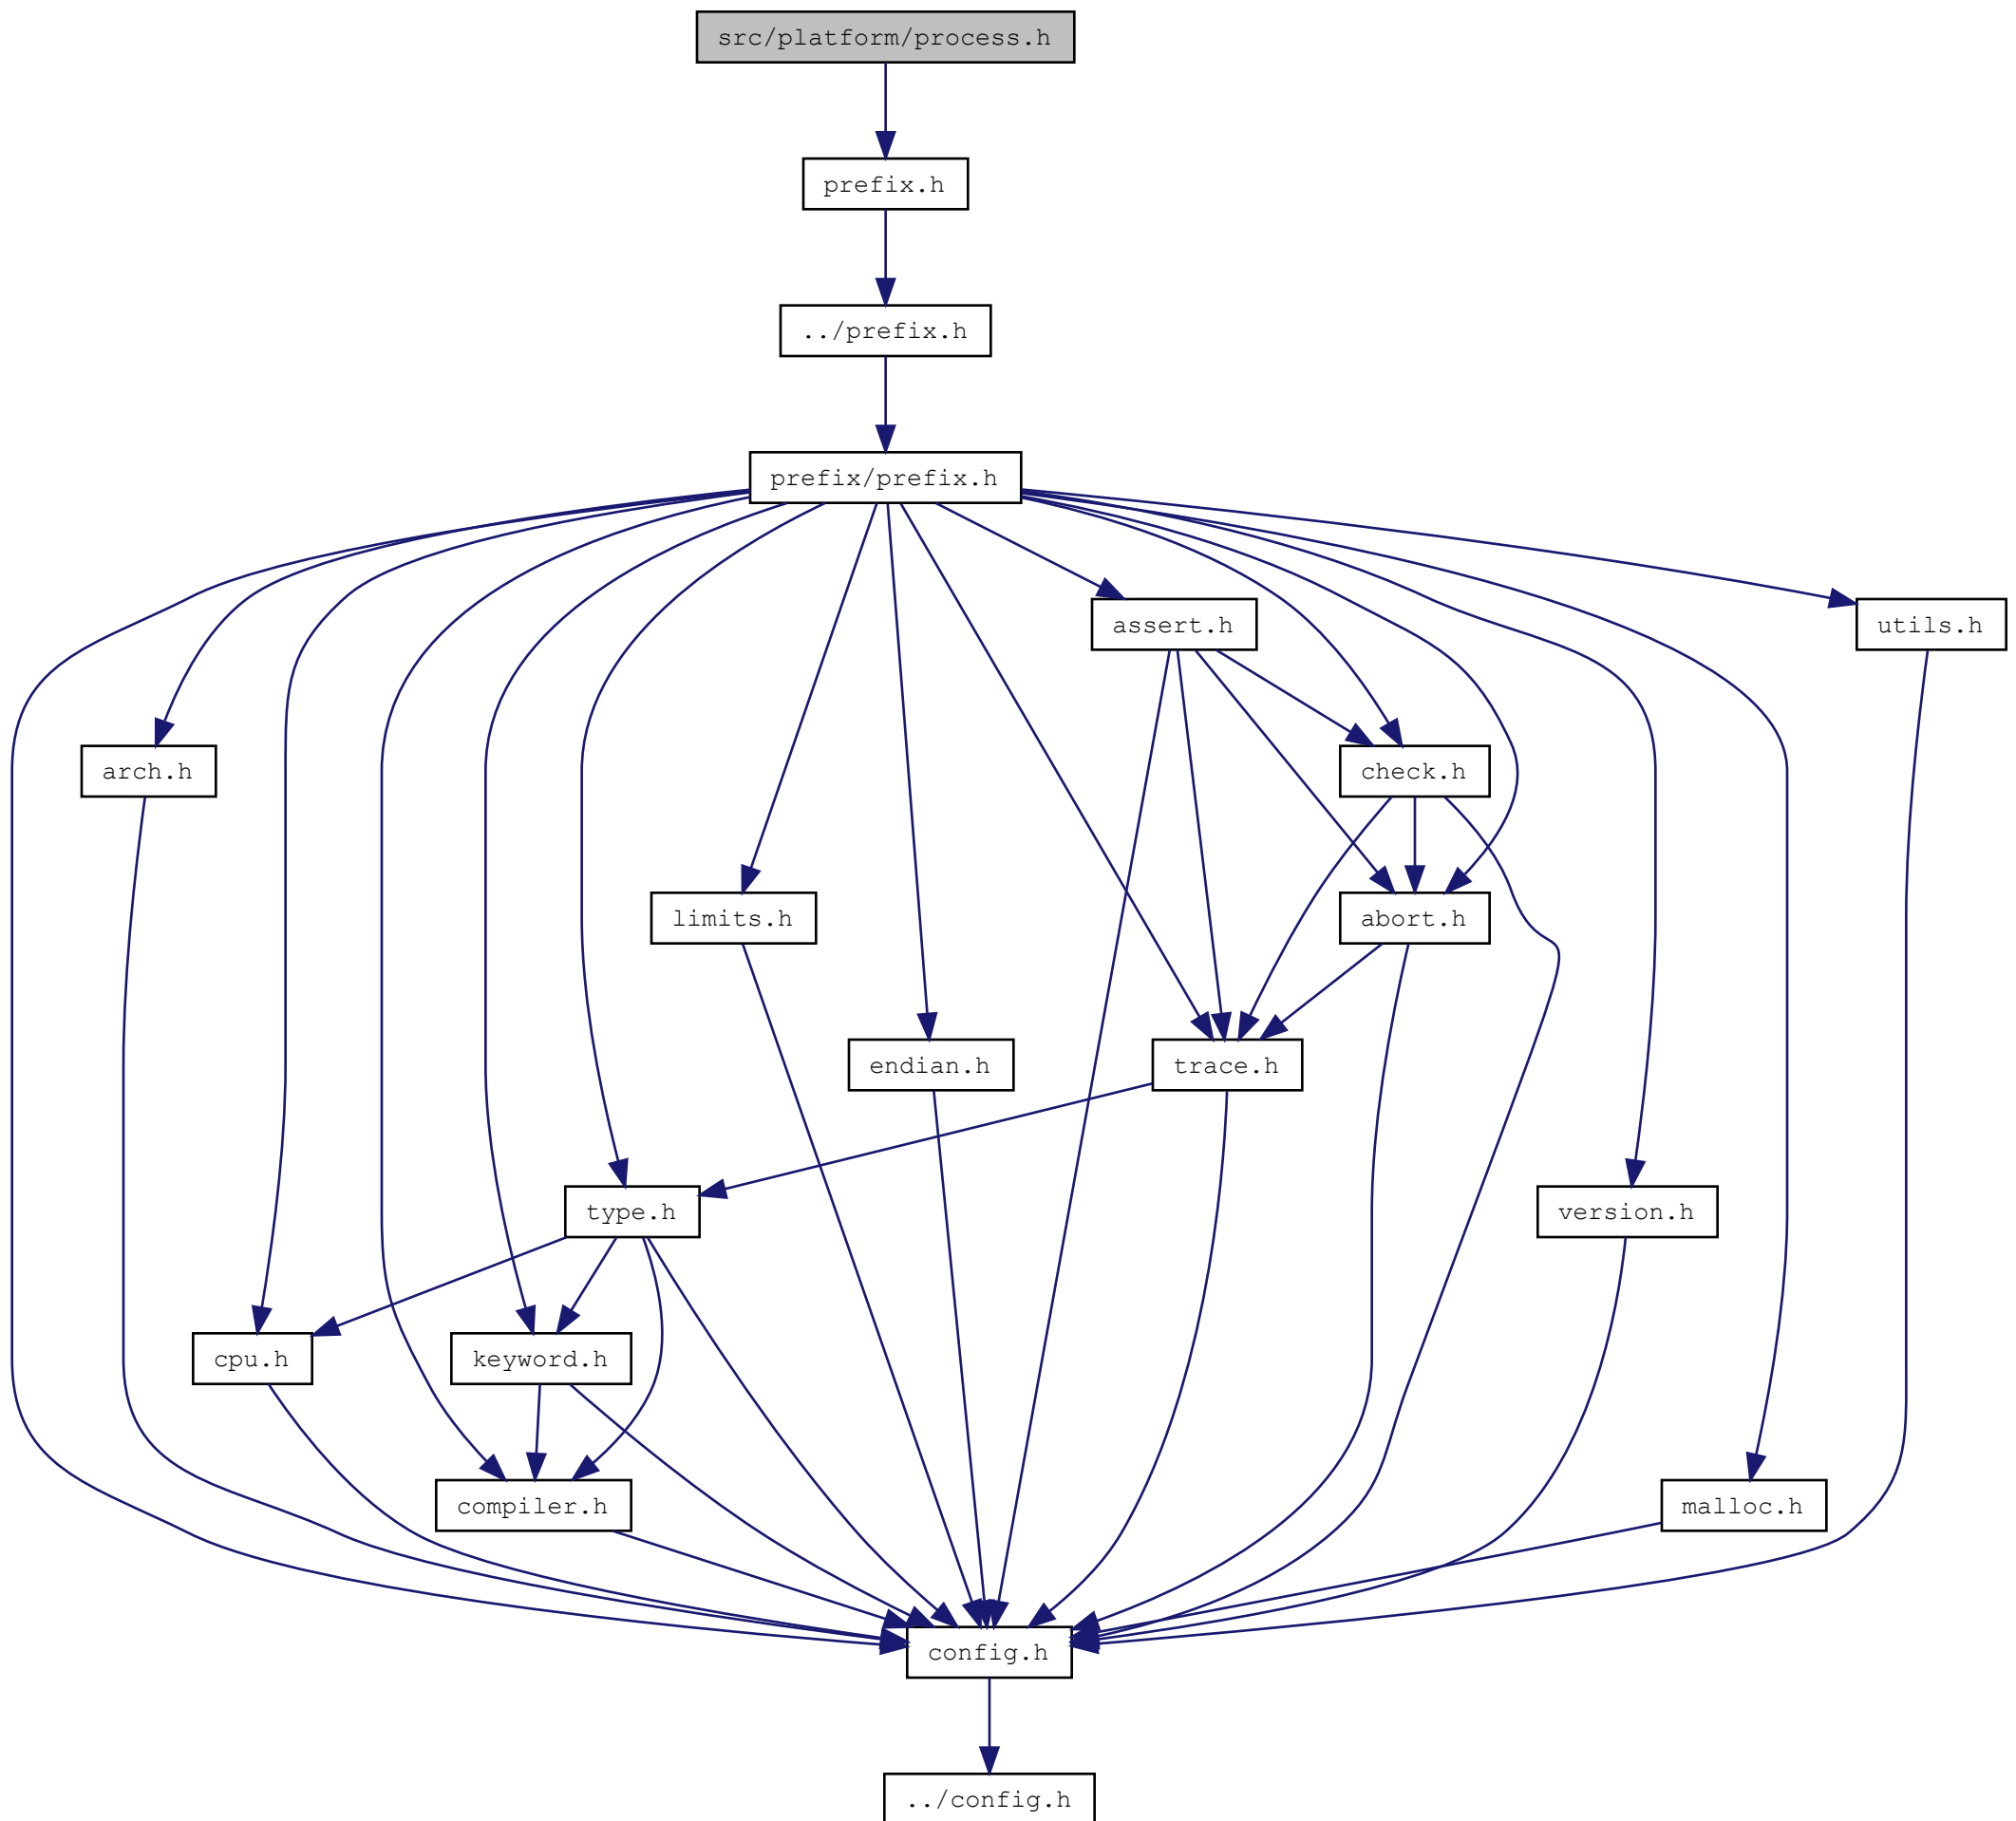 src/platform/process.h
prefix.h
../prefix.h
prefix/prefix.h
assert.h
utils.h
arch.h
check.h
limits.h
abort.h
endian.h
trace.h
type.h
version.h
cpu.h
keyword.h
compiler.h
malloc.h
config.h
../config.h